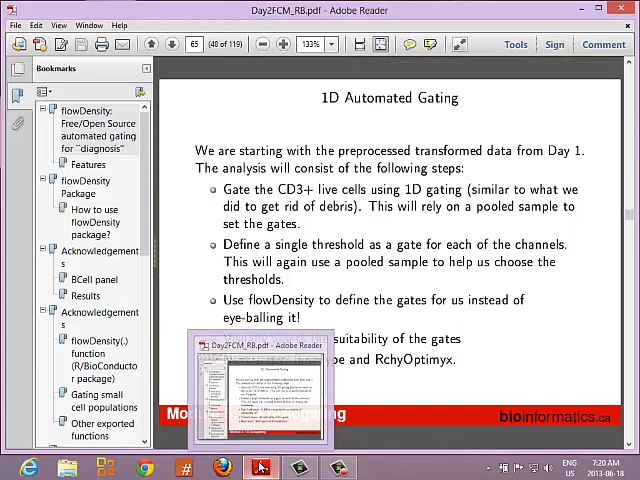 Day2FCM_RB.pdf - Adobe Reader
File Edit View Window Help
65 (48 of 119) 133% Tools Sign Comment
Bookmarks
flowDensity:
Free/Open Source
automated gating
for ``diagnosis''
Features
flowDensity
Package
How to use
flowDensity
package?
Acknowledgement
s
BCell panel
Results
Acknowledgement
s
flowDensity(.)
function
(R/BioConducto
r package)
Gating small
cell populations
Other exported
functions
1D Automated Gating
We are starting with the preprocessed transformed data from Day 1.
The analysis will consist of the following steps:
Gate the CD3+ live cells using 1D gating (similar to what we
did to get rid of debris). This will rely on a pooled sample to
set the gates.
Define a single threshold as a gate for each of the channels.
This will again use a pooled sample to help us choose the
thresholds.
Use flowDensity to define the gates for us instead of
eye-balling it!
suitability of the gates
and RchyOptimyx.
bioinformatics.ca
Day2FCM_RB.pdf - Adobe Reader
1D Automated Gating
ENG
US
7:20 AM
2013-06-18